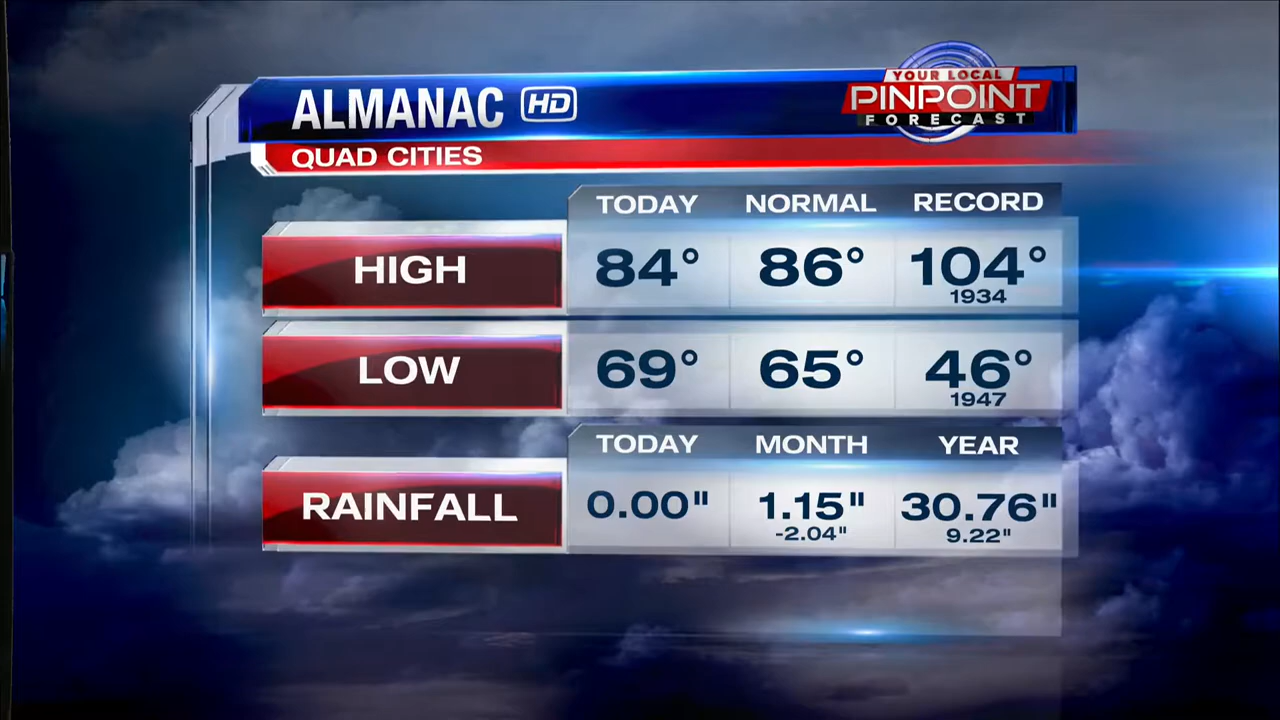 ALMANAC HD
YOUR LOCAL
PINPOINT
FORECAST
QUAD CITIES
TODAY NORMAL RECORD
HIGH 84° 86° 104°
1934
LOW 69° 65° 46°
1947
TODAY MONTH YEAR
RAINFALL 0.00" 1.15" 30.76"
-2.04" 9.22"